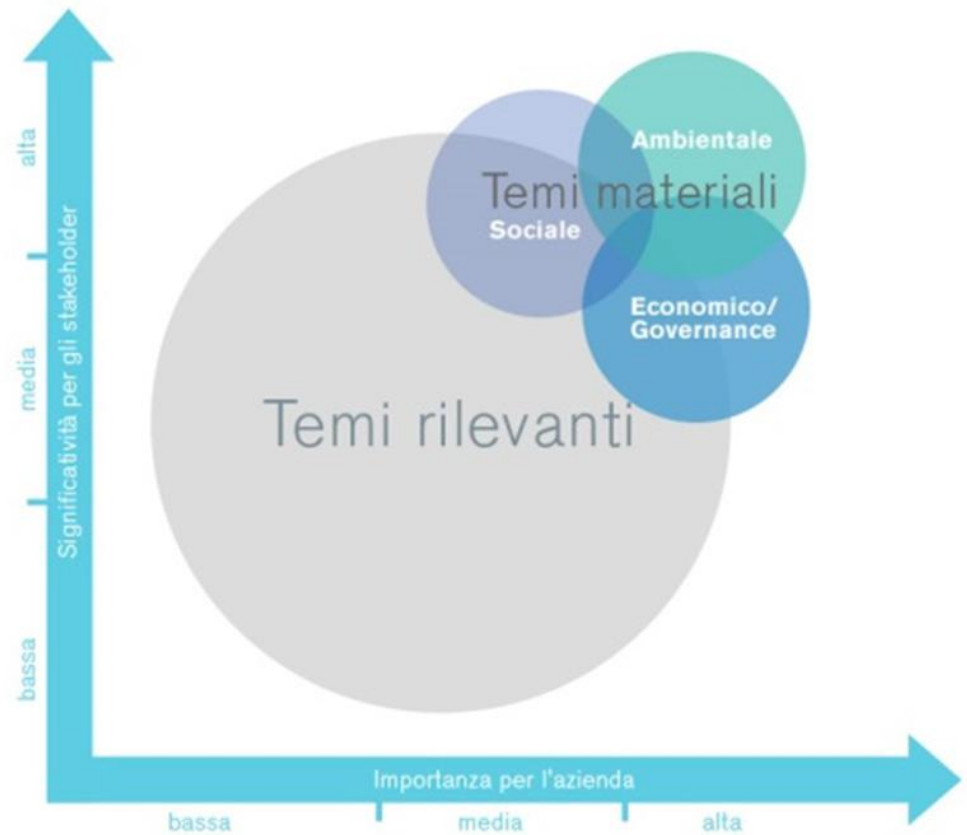 alta
media
bassa
Significatività per gli stakeholder
Ambientale
Temi materiali
Sociale
Economico/
Governance
Temi rilevanti
Importanza per l'azienda
bassa
media
alta